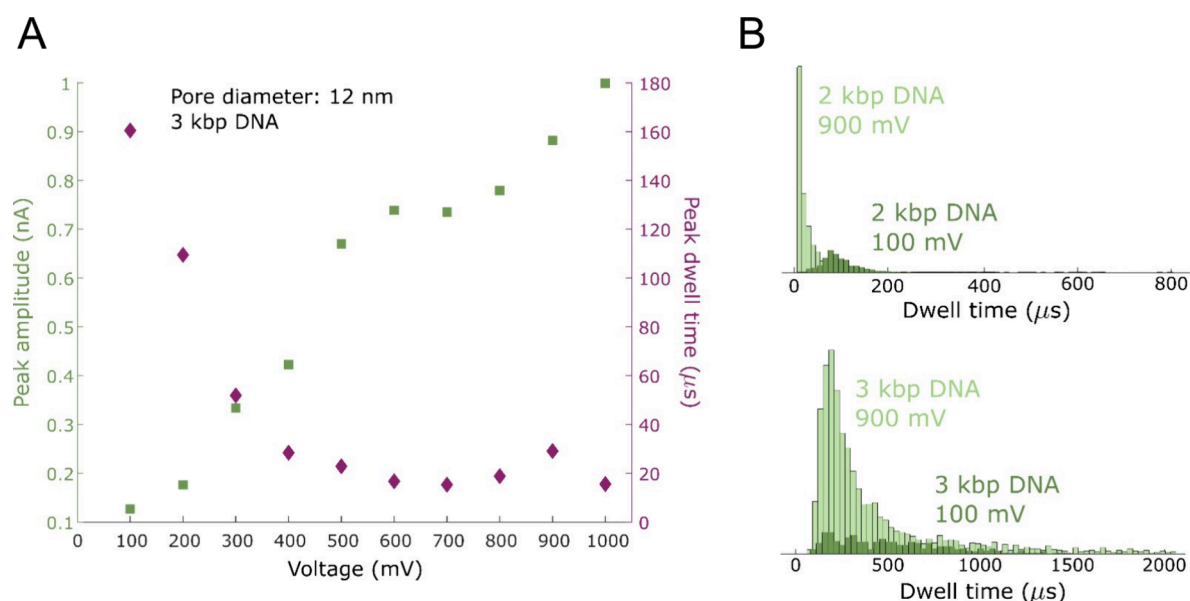 A
Pore diameter: 12 nm
3 kbp DNA
Peak amplitude (nA)
1
0.9
0.8
0.7
0.6
0.5
0.4
0.3
0.2
0.1
180
160
140
120
100
80
60
40
20
0
Peak dwell time (μs)
0 100 200 300 400 500 600 700 800 900 1000
Voltage (mV)
B
2 kbp DNA
900 mV
2 kbp DNA
100 mV
0 200 400 600 800
Dwell time (μs)
3 kbp DNA
900 mV
3 kbp DNA
100 mV
0 500 1000 1500 2000
Dwell time (μs)